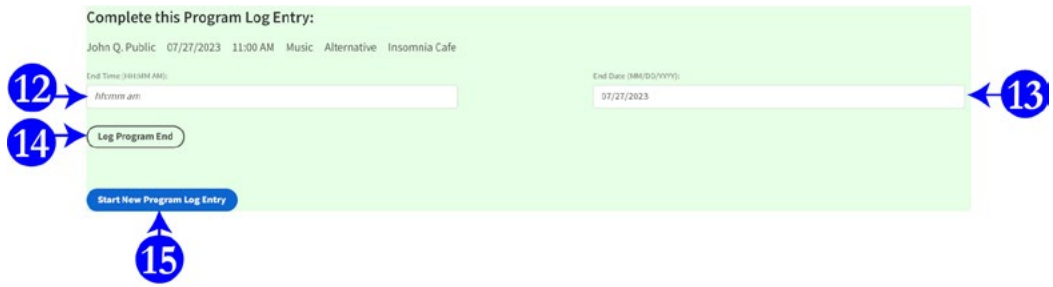 Complete this Program Log Entry:
John Q. Public 07/27/2023 11:00 AM Music Alternative Insomnia Cafe
End Time (HH:MM AM): End Date (MM/DD/YYYY):
12 hh:mm am 07/27/2023 13
14 Log Program End
Start New Program Log Entry
15